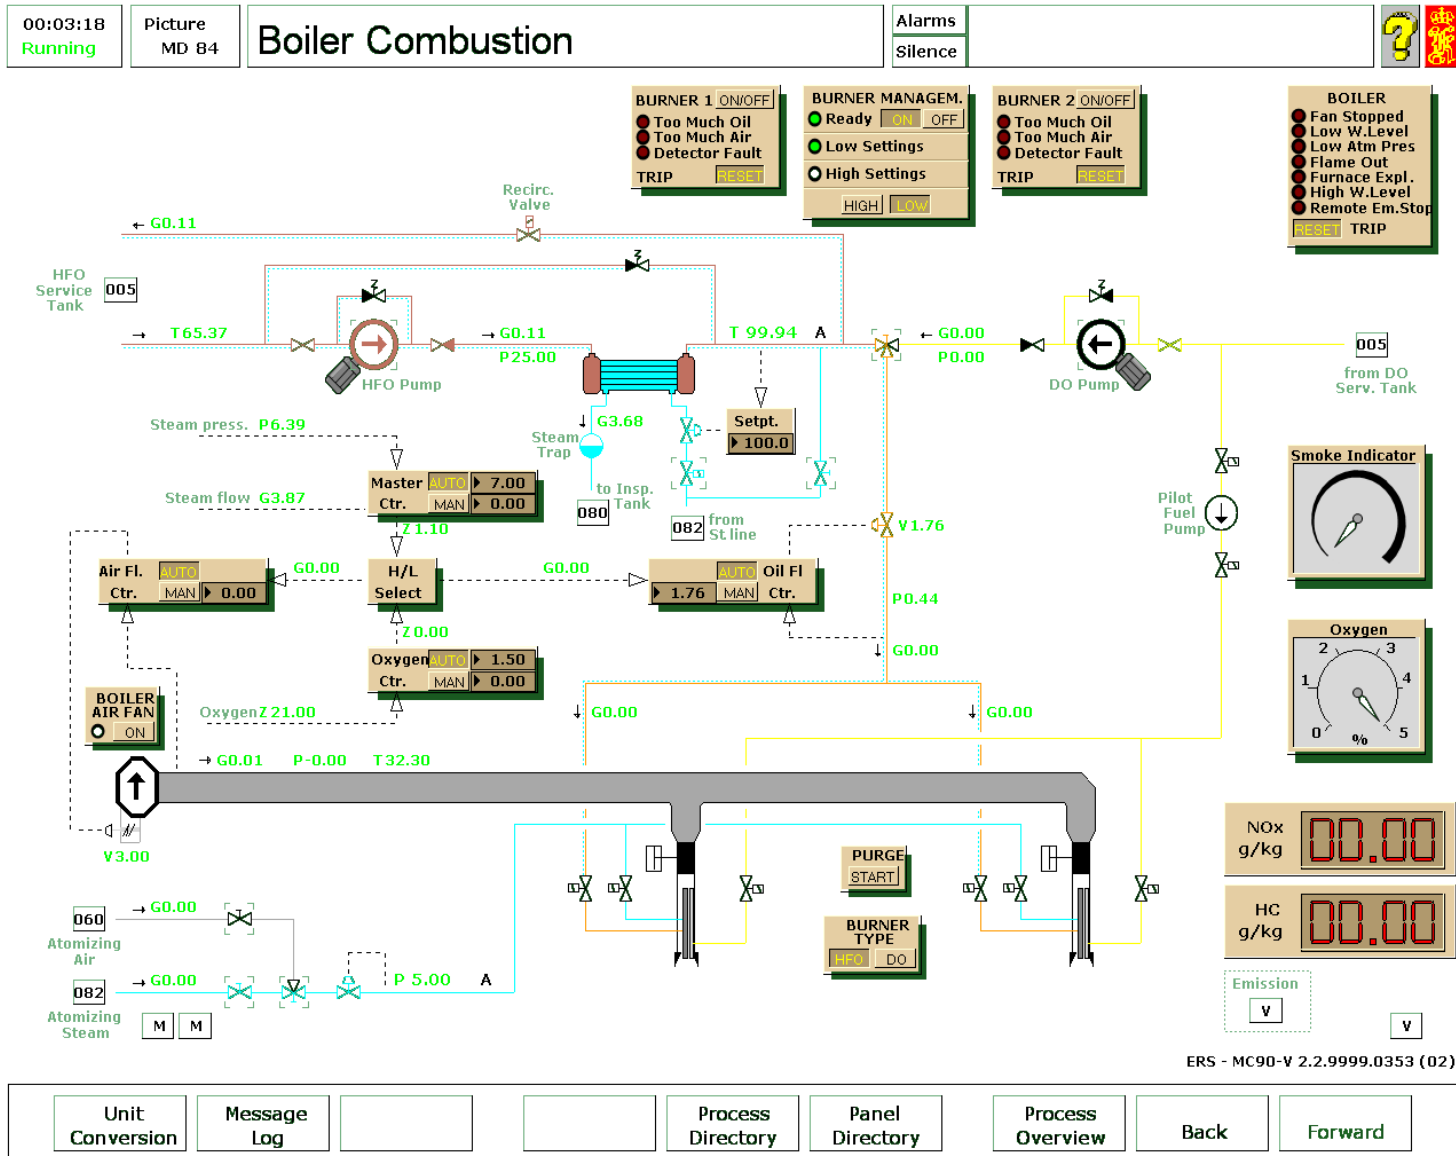 00:03:18
Running
Picture
MD 84
Boiler Combustion
Alarms
Silence
?
BURNER 1 ON/OFF
Too Much Oil
Too Much Air
Detector Fault
TRIP RESET
BURNER MANAGEM.
Ready ON OFF
Low Settings
High Settings
HIGH LOW
BURNER 2 ON/OFF
Too Much Oil
Too Much Air
Detector Fault
TRIP RESET
BOILER
Fan Stopped
Low W.Level
Low Atm Pres
Flame Out
Furnace Expl.
High W.Level
Remote Em.Stop
RESET TRIP
Recirc.
Valve
G0.11
HFO
Service
Tank
005
Z
Z
Z
T65.37
G0.11
P25.00
T 99.94 A
G0.00
P0.00
HFO Pump
DO Pump
005
from DO
Serv. Tank
Steam press. P6.39
G3.68
Steam
Trap
Setpt.
100.0
Master AUTO 7.00
Ctr. MAN 0.00
Steam flow G3.87
to Insp.
Tank
080
082
from
St.line
Z1.10
V1.76
Pilot
Fuel
Pump
Smoke Indicator
Air Fl. AUTO
Ctr. MAN 0.00
G0.00
H/L
Select
G0.00
AUTO Oil Fl
1.76 MAN Ctr.
P0.44
Z0.00
G0.00
Oxygen AUTO 1.50
Ctr. MAN 0.00
Oxygen Z21.00
Oxygen
0 1 2 3 4 5
%
BOILER
AIR FAN
ON
G0.00
G0.00
G0.01 P-0.00 T32.30
V3.00
PURGE
START
BURNER
TYPE
HFO DO
NOx
g/kg
00.00
HC
g/kg
00.00
060
Atomizing
Air
G0.00
082
Atomizing
Steam
G0.00
P 5.00 A
M M
Emission
V
V
ERS - MC90-V 2.2.9999.0353 (02)
Unit
Conversion
Message
Log
Process
Directory
Panel
Directory
Process
Overview
Back
Forward